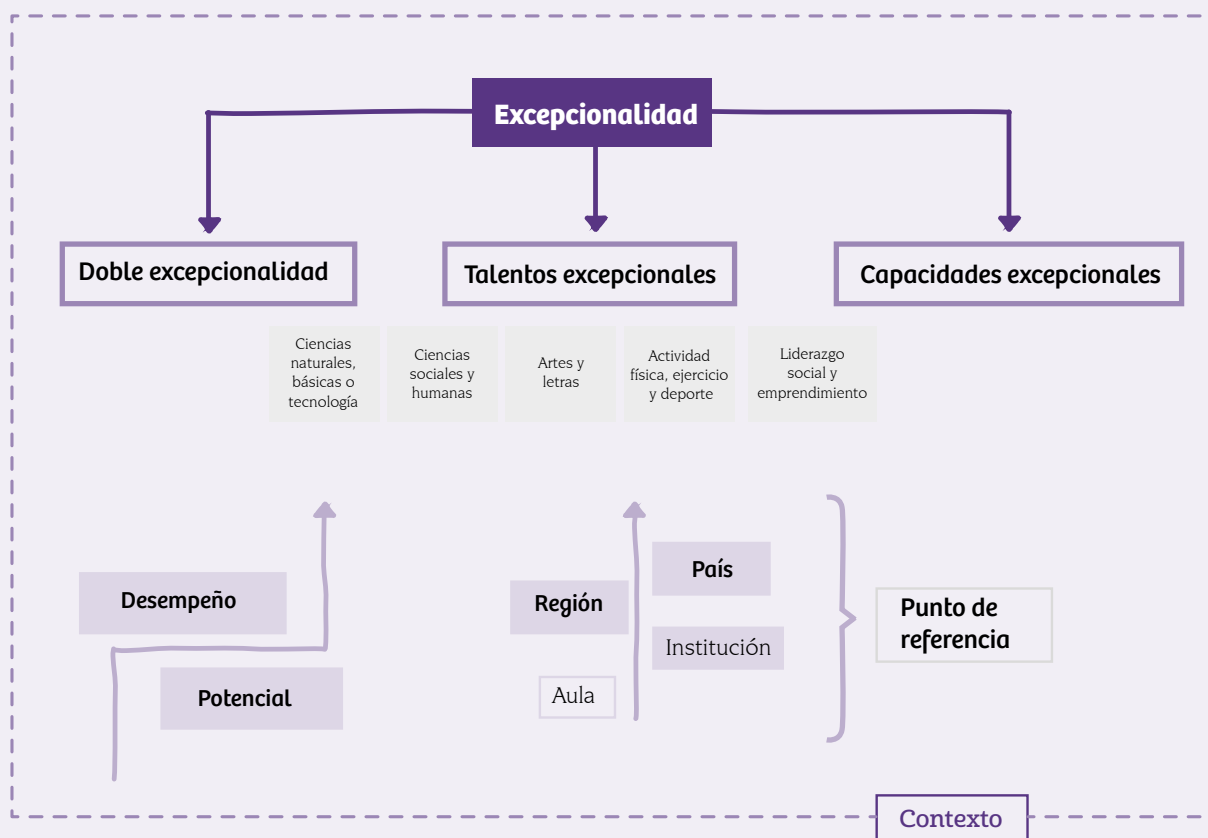 Excepcionalidad
Doble excepcionalidad
Talentos excepcionales
Capacidades excepcionales
Ciencias
naturales,
básicas o
tecnología
Ciencias
sociales y
humanas
Artes y
letras
Actividad
física, ejercicio
y deporte
Liderazgo
social y
emprendimiento
Desempeño
Potencial
País
Región
Institución
Aula
Punto de
referencia
Contexto